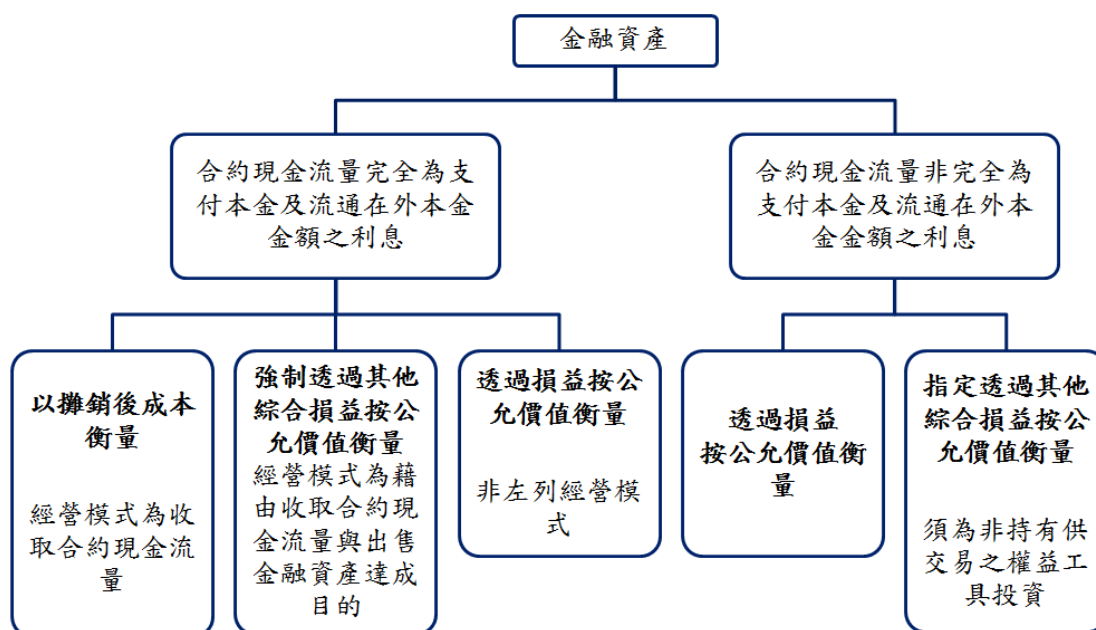 金融資產
合約現金流量完全為支
付本金及流通在外本金
金額之利息
合約現金流量非完全為
支付本金及流通在外本
金金額之利息
以攤銷後成本
衡量
經營模式為收
取合約現金流
量
強制透過其他
綜合損益按公
允價值衡量
經營模式為藉
由收取合約現
金流量與出售
金融資產達成
目的
透過損益按公
允價值衡量
非左列經營模
式
透過損益
按公允價值衡
量
指定透過其他
綜合損益按公
允價值衡量
須為非持有供
交易之權益工
具投資